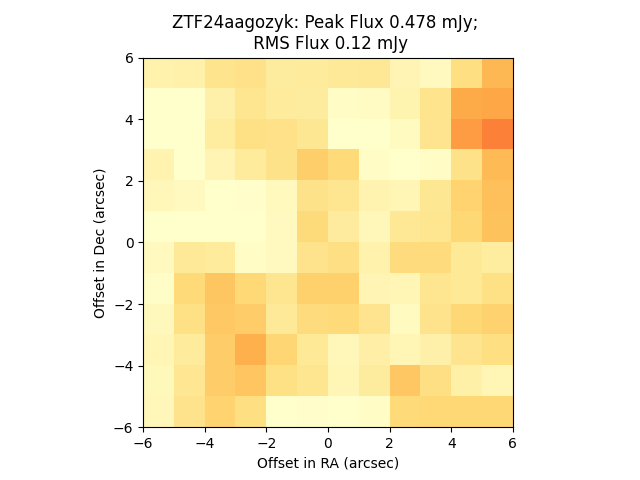 ZTF24aagozyk: Peak Flux 0.478 mJy;
RMS Flux 0.12 mJy
6
4
2
0
−2
−4
−6
Offset in Dec (arcsec)
−6 −4 −2 0 2 4 6
Offset in RA (arcsec)